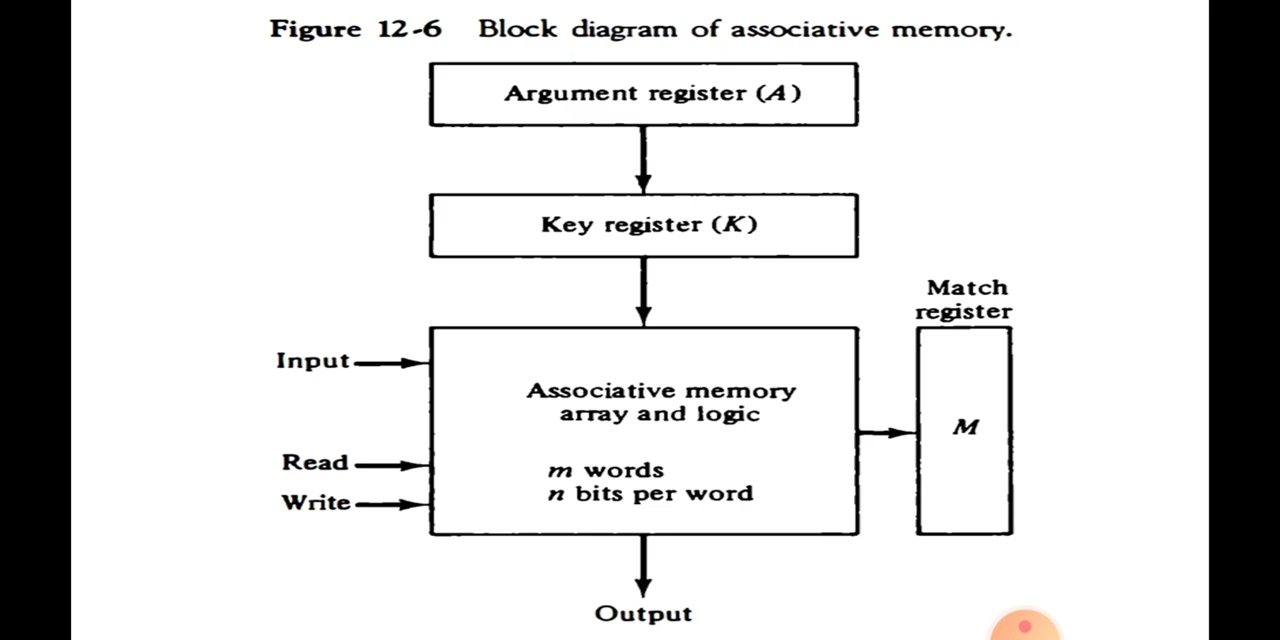 Figure 12-6 Block diagram of associative memory.
Argument register (A)
Key register (K)
Match
register
Input
Associative memory
array and logic
M
Read
m words
n bits per word
Write
Output